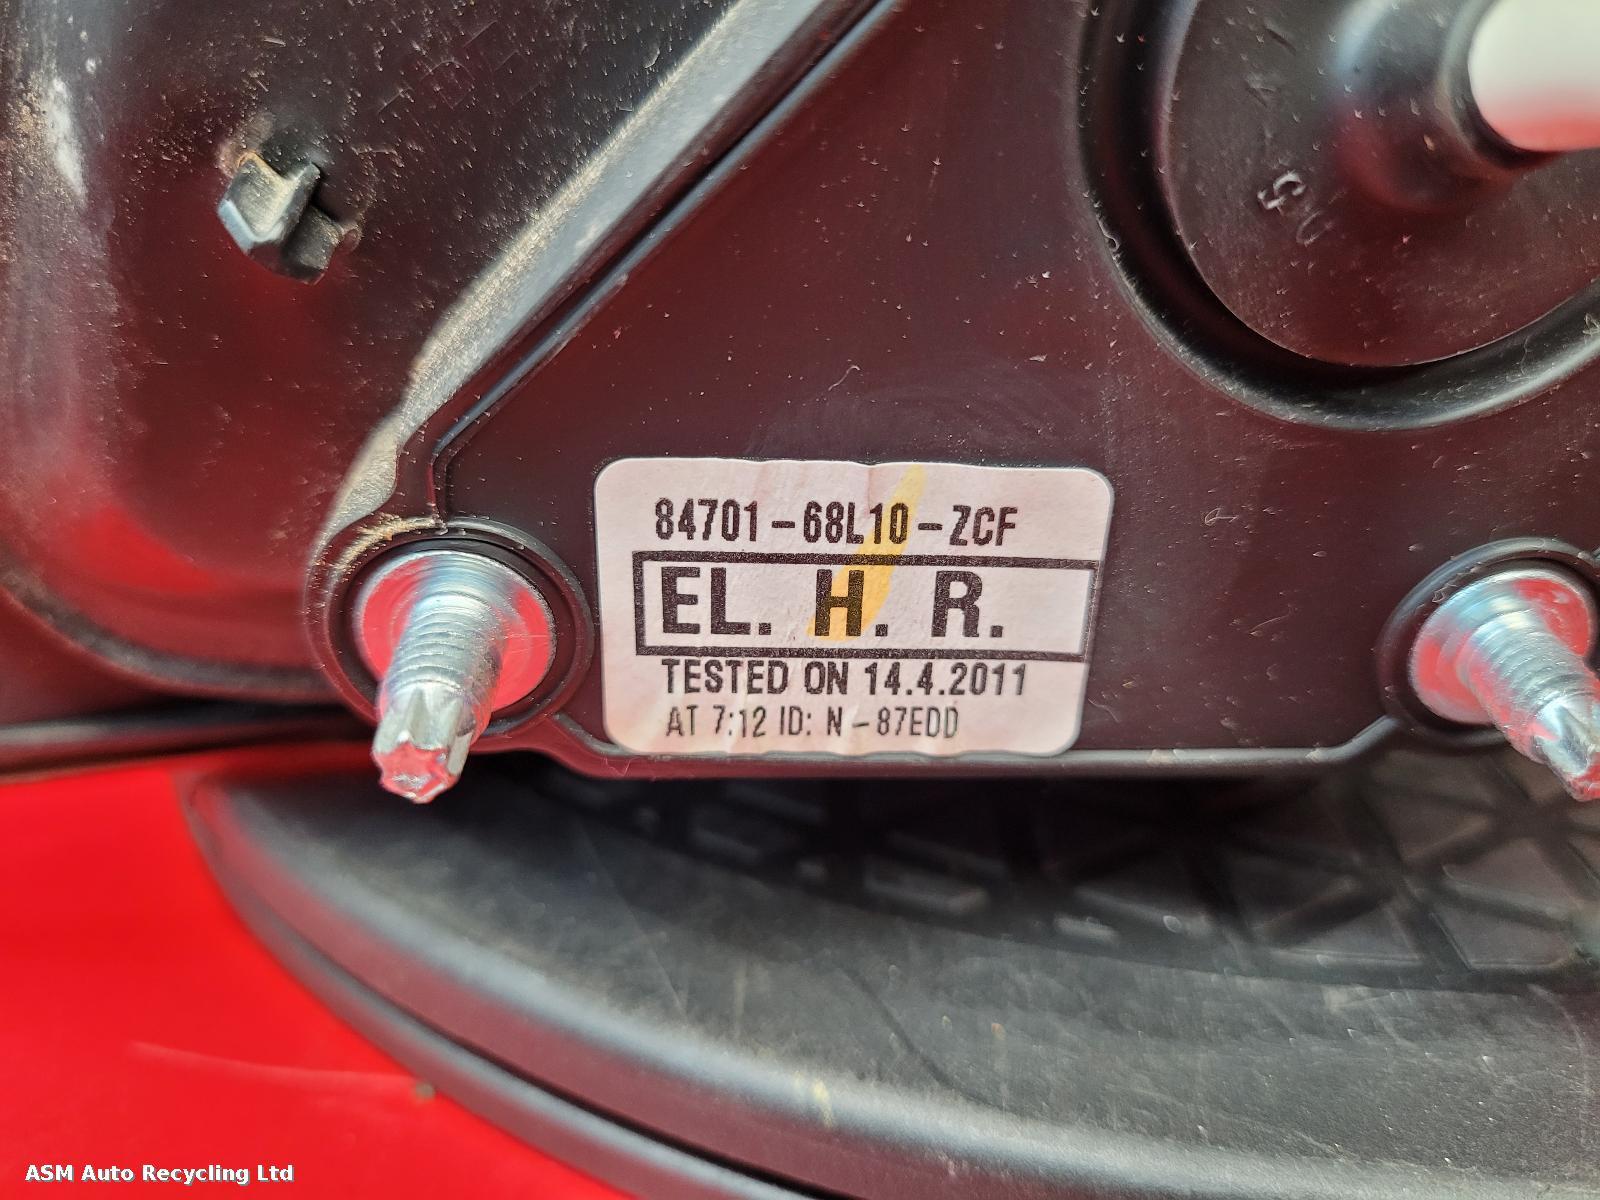 84701-68L10-ZCF
EL. H. R.
TESTED ON 14.4.2011
AT 7:12 ID: N-87EDD
ASM Auto Recycling Ltd